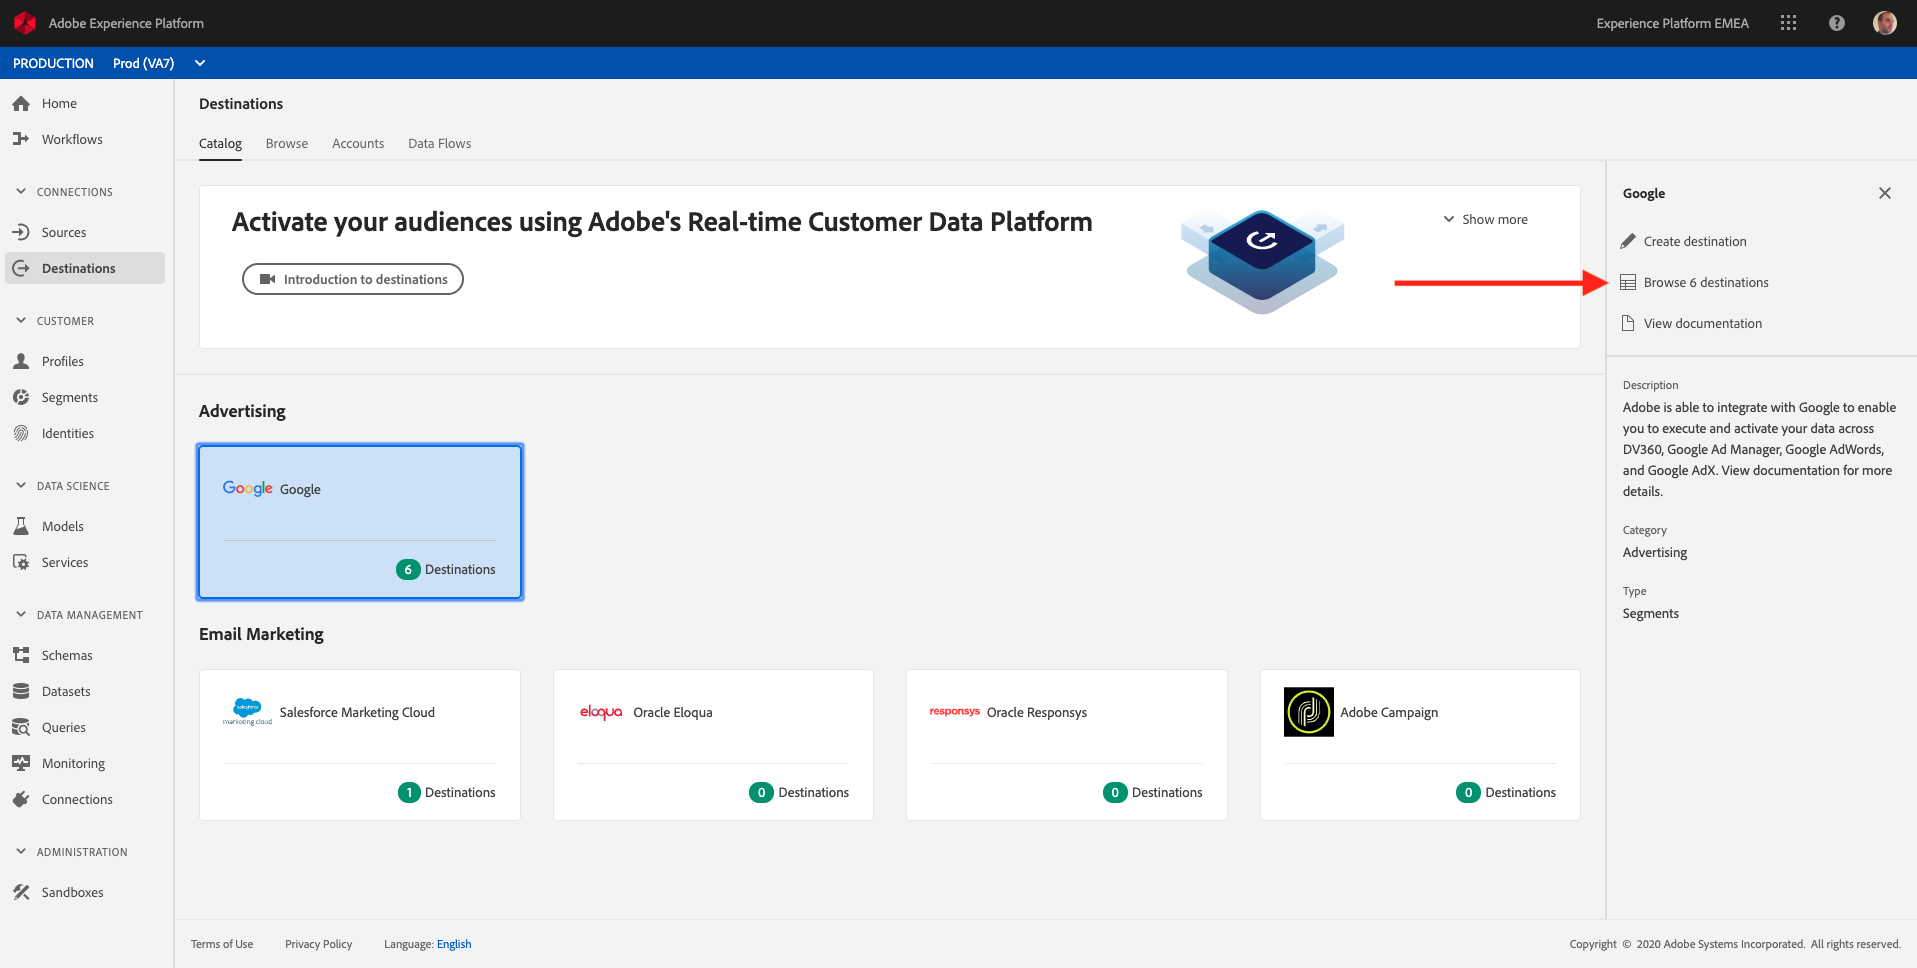 Adobe Experience Platform
Experience Platform EMEA
PRODUCTION Prod (VA7)
Home
Workflows
CONNECTIONS
Sources
Destinations
CUSTOMER
Profiles
Segments
Identities
DATA SCIENCE
Models
Services
DATA MANAGEMENT
Schemas
Datasets
Queries
Monitoring
Connections
ADMINISTRATION
Sandboxes
Destinations
Catalog Browse Accounts Data Flows
Activate your audiences using Adobe's Real-time Customer Data Platform
Show more
Introduction to destinations
Advertising
Google Google
6 Destinations
Email Marketing
salesforce
marketing cloud
Salesforce Marketing Cloud
1 Destinations
eloqua Oracle Eloqua
0 Destinations
responsys Oracle Responsys
0 Destinations
Adobe Campaign
0 Destinations
Google
Create destination
Browse 6 destinations
View documentation
Description
Adobe is able to integrate with Google to enable
you to execute and activate your data across
DV360, Google Ad Manager, Google AdWords,
and Google AdX. View documentation for more
details.
Category
Advertising
Type
Segments
Terms of Use Privacy Policy Language: English
Copyright © 2020 Adobe Systems Incorporated. All rights reserved.